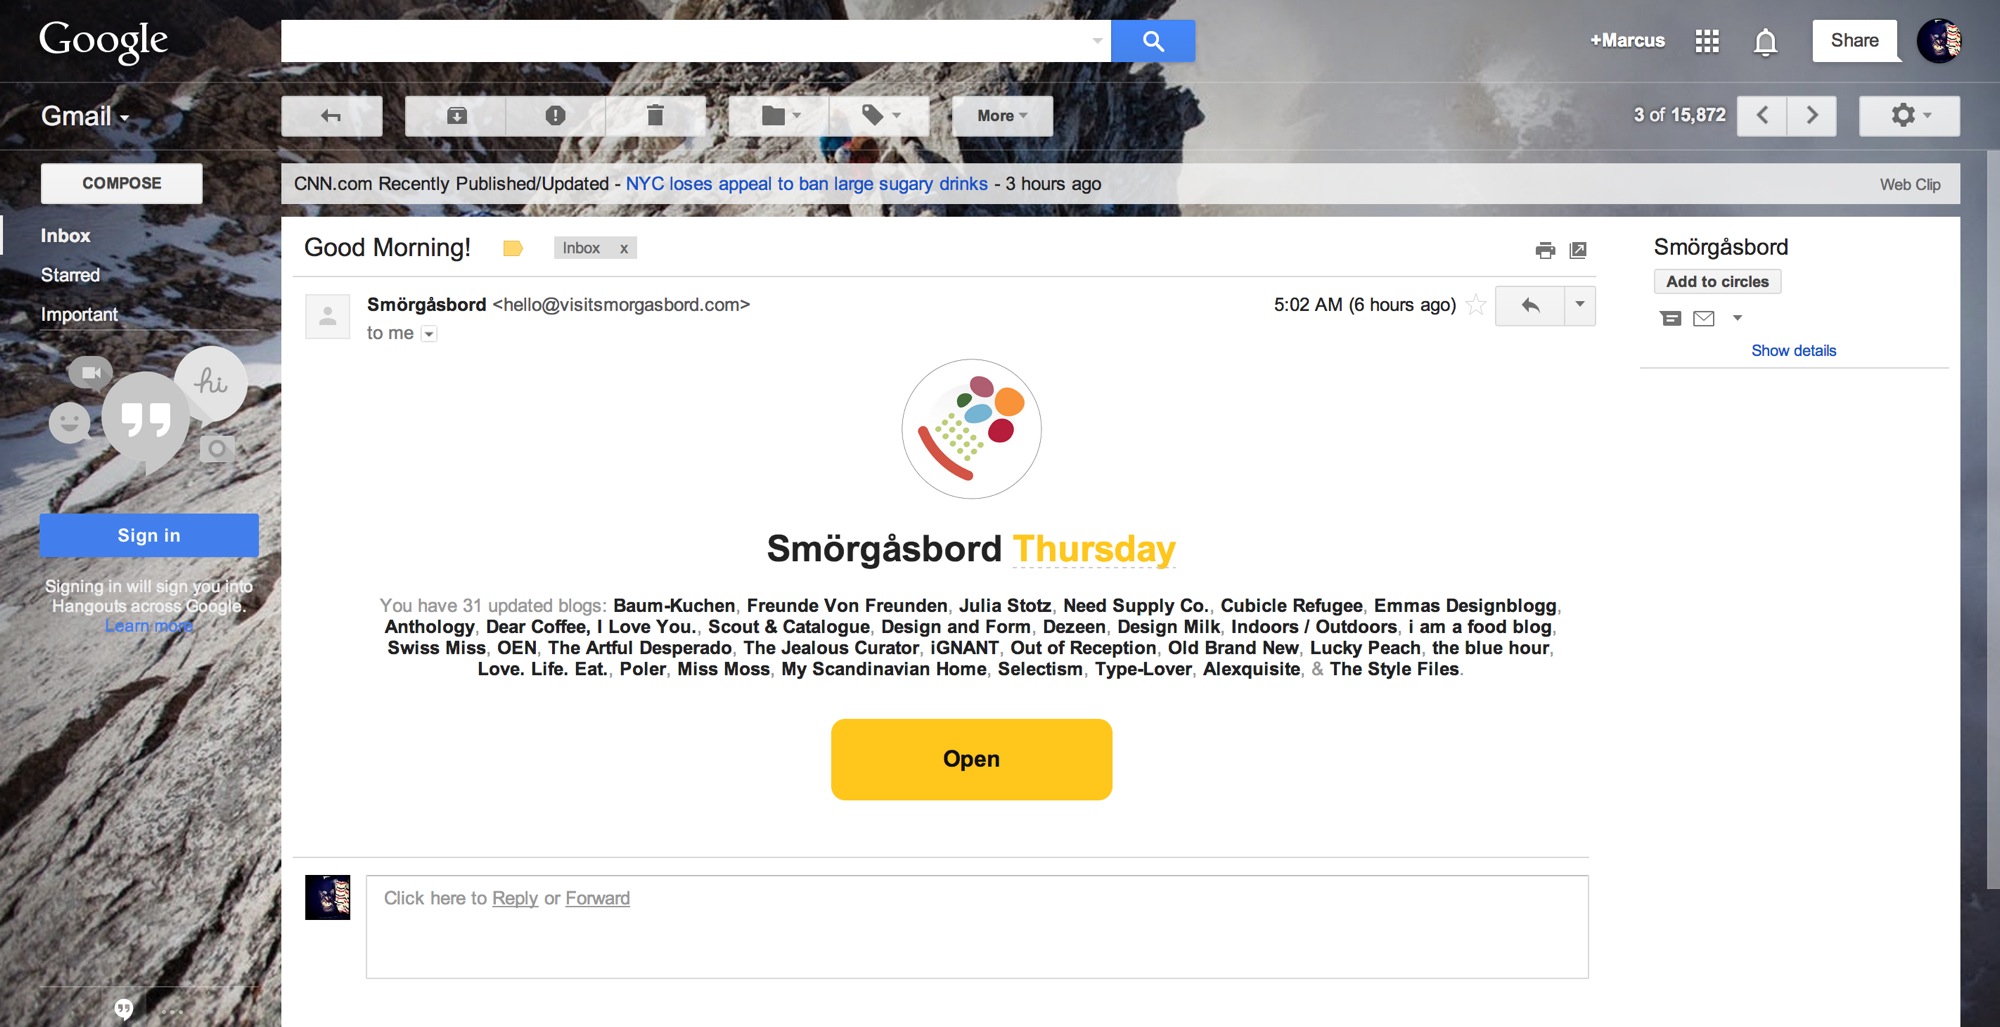 Google
+Marcus
Share
Gmail
More
3 of 15,872
COMPOSE
CNN.com Recently Published/Updated - NYC loses appeal to ban large sugary drinks - 3 hours ago
Web Clip
Inbox
Starred
Important
hi
Sign in
Signing in will sign you into
Hangouts across Google.
Learn more
Good Morning!
Inbox x
Smörgåsbord <hello@visitsmorgasbord.com>
5:02 AM (6 hours ago)
to me
Smörgåsbord
Add to circles
Show details
Smörgåsbord Thursday
You have 31 updated blogs: Baum-Kuchen, Freunde Von Freunden, Julia Stotz, Need Supply Co., Cubicle Refugee, Emmas Designblogg,
Anthology, Dear Coffee, I Love You., Scout & Catalogue, Design and Form, Dezeen, Design Milk, Indoors / Outdoors, i am a food blog,
Swiss Miss, OEN, The Artful Desperado, The Jealous Curator, iGNANT, Out of Reception, Old Brand New, Lucky Peach, the blue hour,
Love. Life. Eat., Poler, Miss Moss, My Scandinavian Home, Selectism, Type-Lover, Alexquisite, & The Style Files.
Open
Click here to Reply or Forward